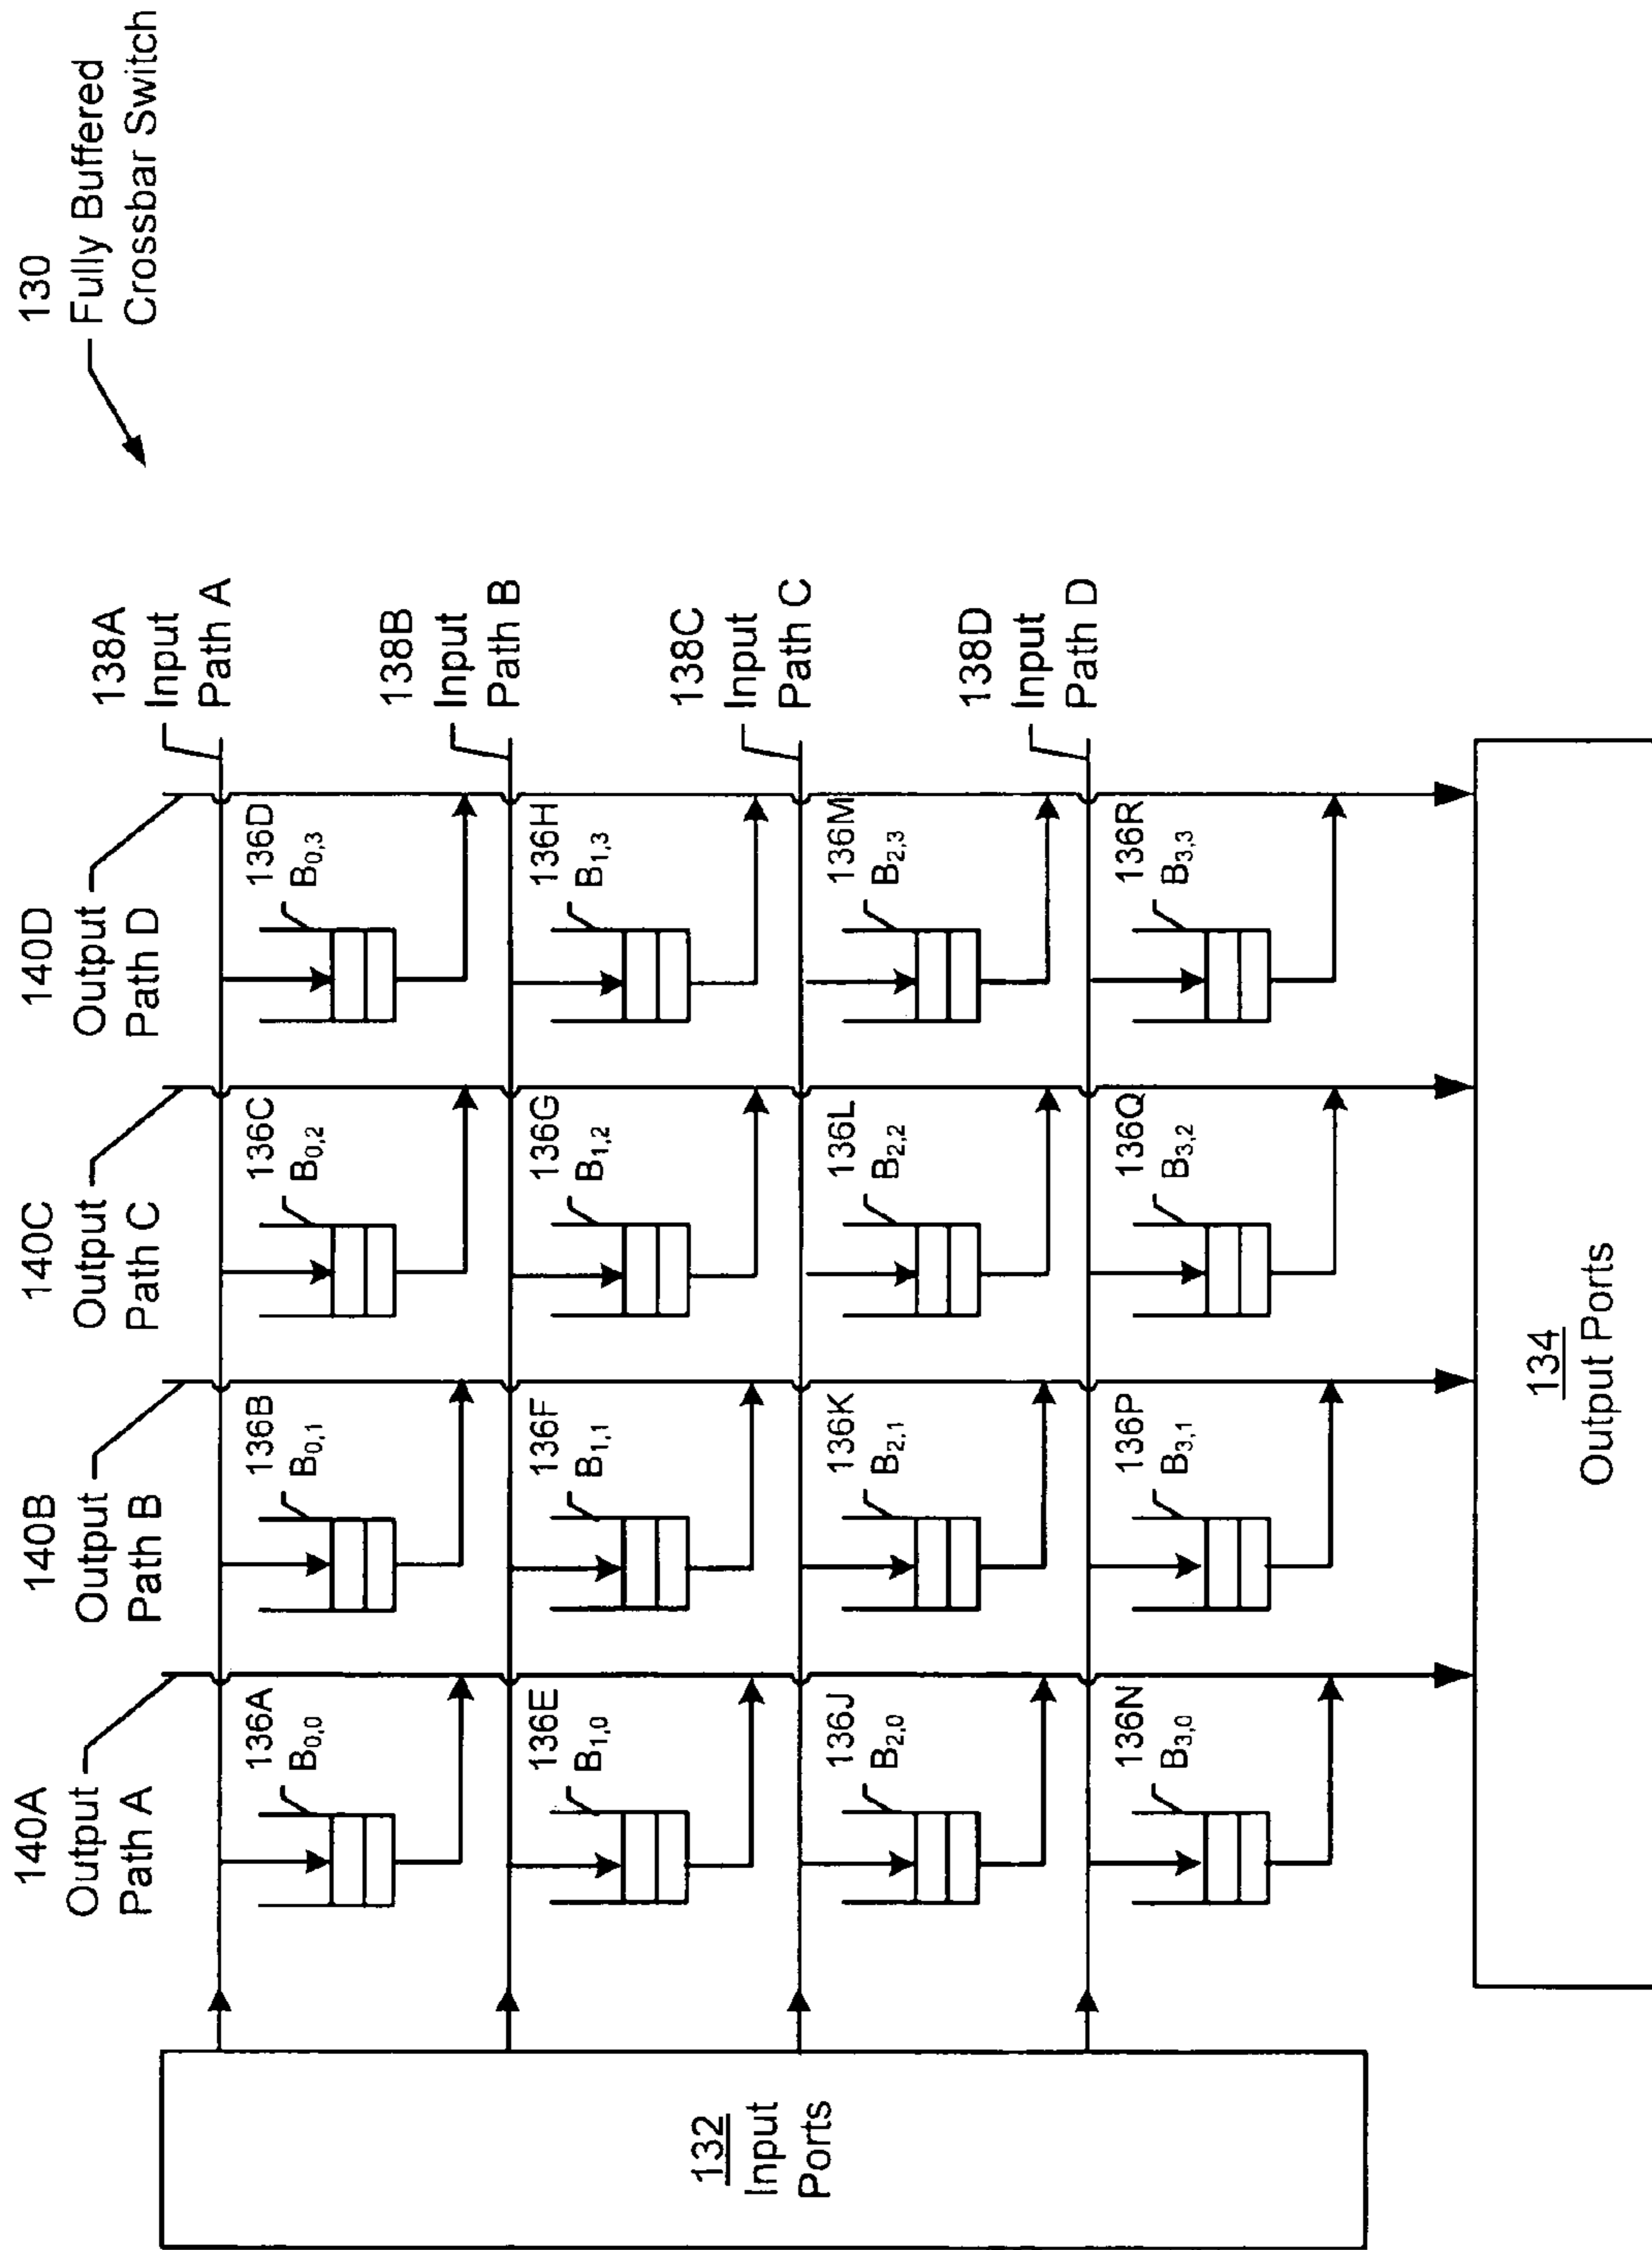 130
Fully Buffered
Crossbar Switch
140A
Output
Path A
140B
Output
Path B
140C
Output
Path C
140D
Output
Path D
138A
Input
Path A
136A
B0,0
136B
B0,1
136C
B0,2
136D
B0,3
138B
Input
Path B
136E
B1,0
136F
B1,1
136G
B1,2
136H
B1,3
138C
Input
Path C
136J
B2,0
136K
B2,1
136L
B2,2
136M
B2,3
138D
Input
Path D
136N
B3,0
136P
B3,1
136Q
B3,2
136R
B3,3
132
Input
Ports
134
Output Ports